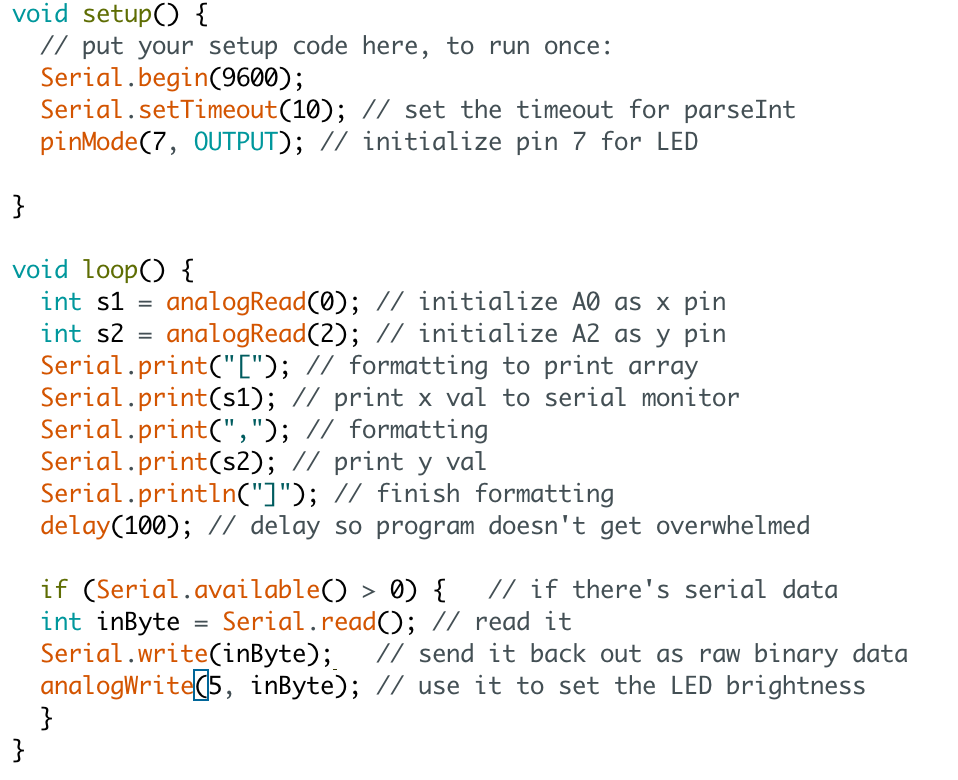 void setup() {
  // put your setup code here, to run once:
  Serial.begin(9600);
  Serial.setTimeout(10); // set the timeout for parseInt
  pinMode(7, OUTPUT); // initialize pin 7 for LED
}
void loop() {
  int s1 = analogRead(0); // initialize A0 as x pin
  int s2 = analogRead(2); // initialize A2 as y pin
  Serial.print("["); // formatting to print array
  Serial.print(s1); // print x val to serial monitor
  Serial.print(","); // formatting
  Serial.print(s2); // print y val
  Serial.println("]"); // finish formatting
  delay(100); // delay so program doesn't get overwhelmed
  if (Serial.available() > 0) {   // if there's serial data
  int inByte = Serial.read(); // read it
  Serial.write(inByte);   // send it back out as raw binary data
  analogWrite(5, inByte); // use it to set the LED brightness
  }
}